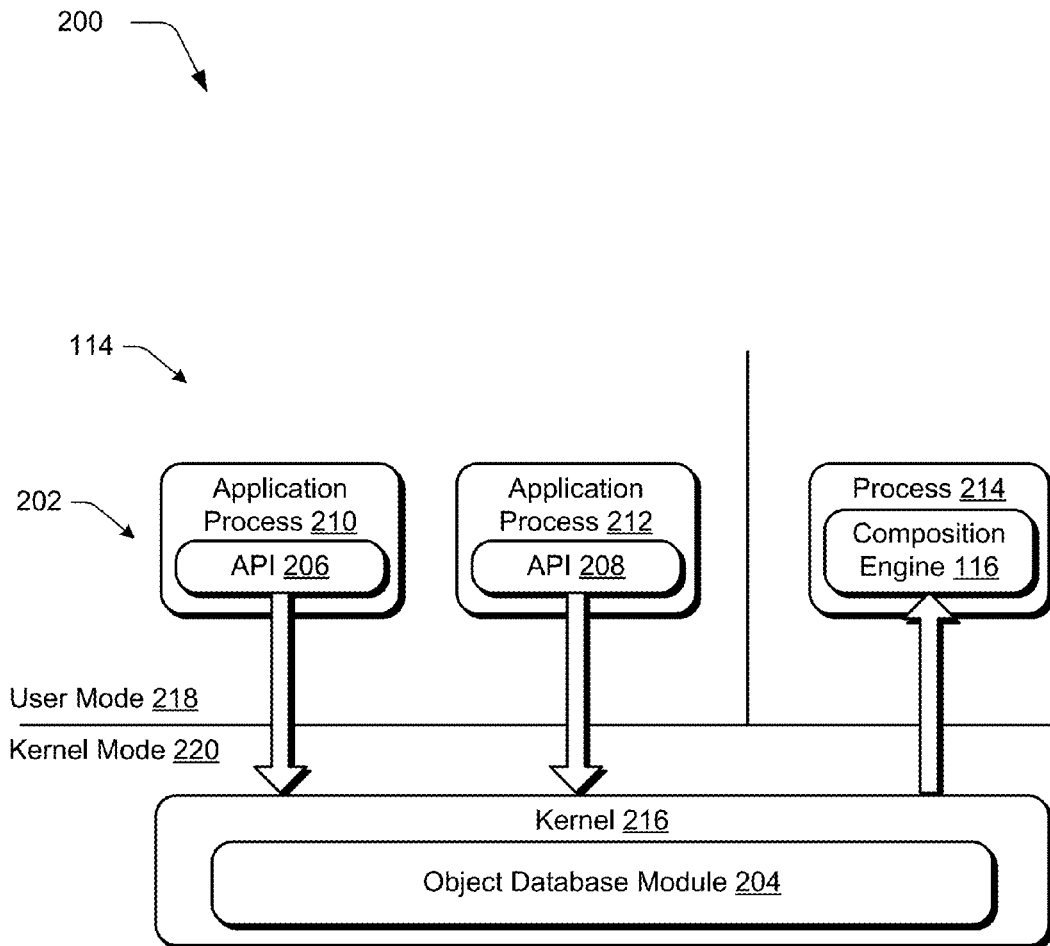 200
114
202
Application
Process 210
API 206
Application
Process 212
API 208
Process 214
Composition
Engine 116
User Mode 218
Kernel Mode 220
Kernel 216
Object Database Module 204